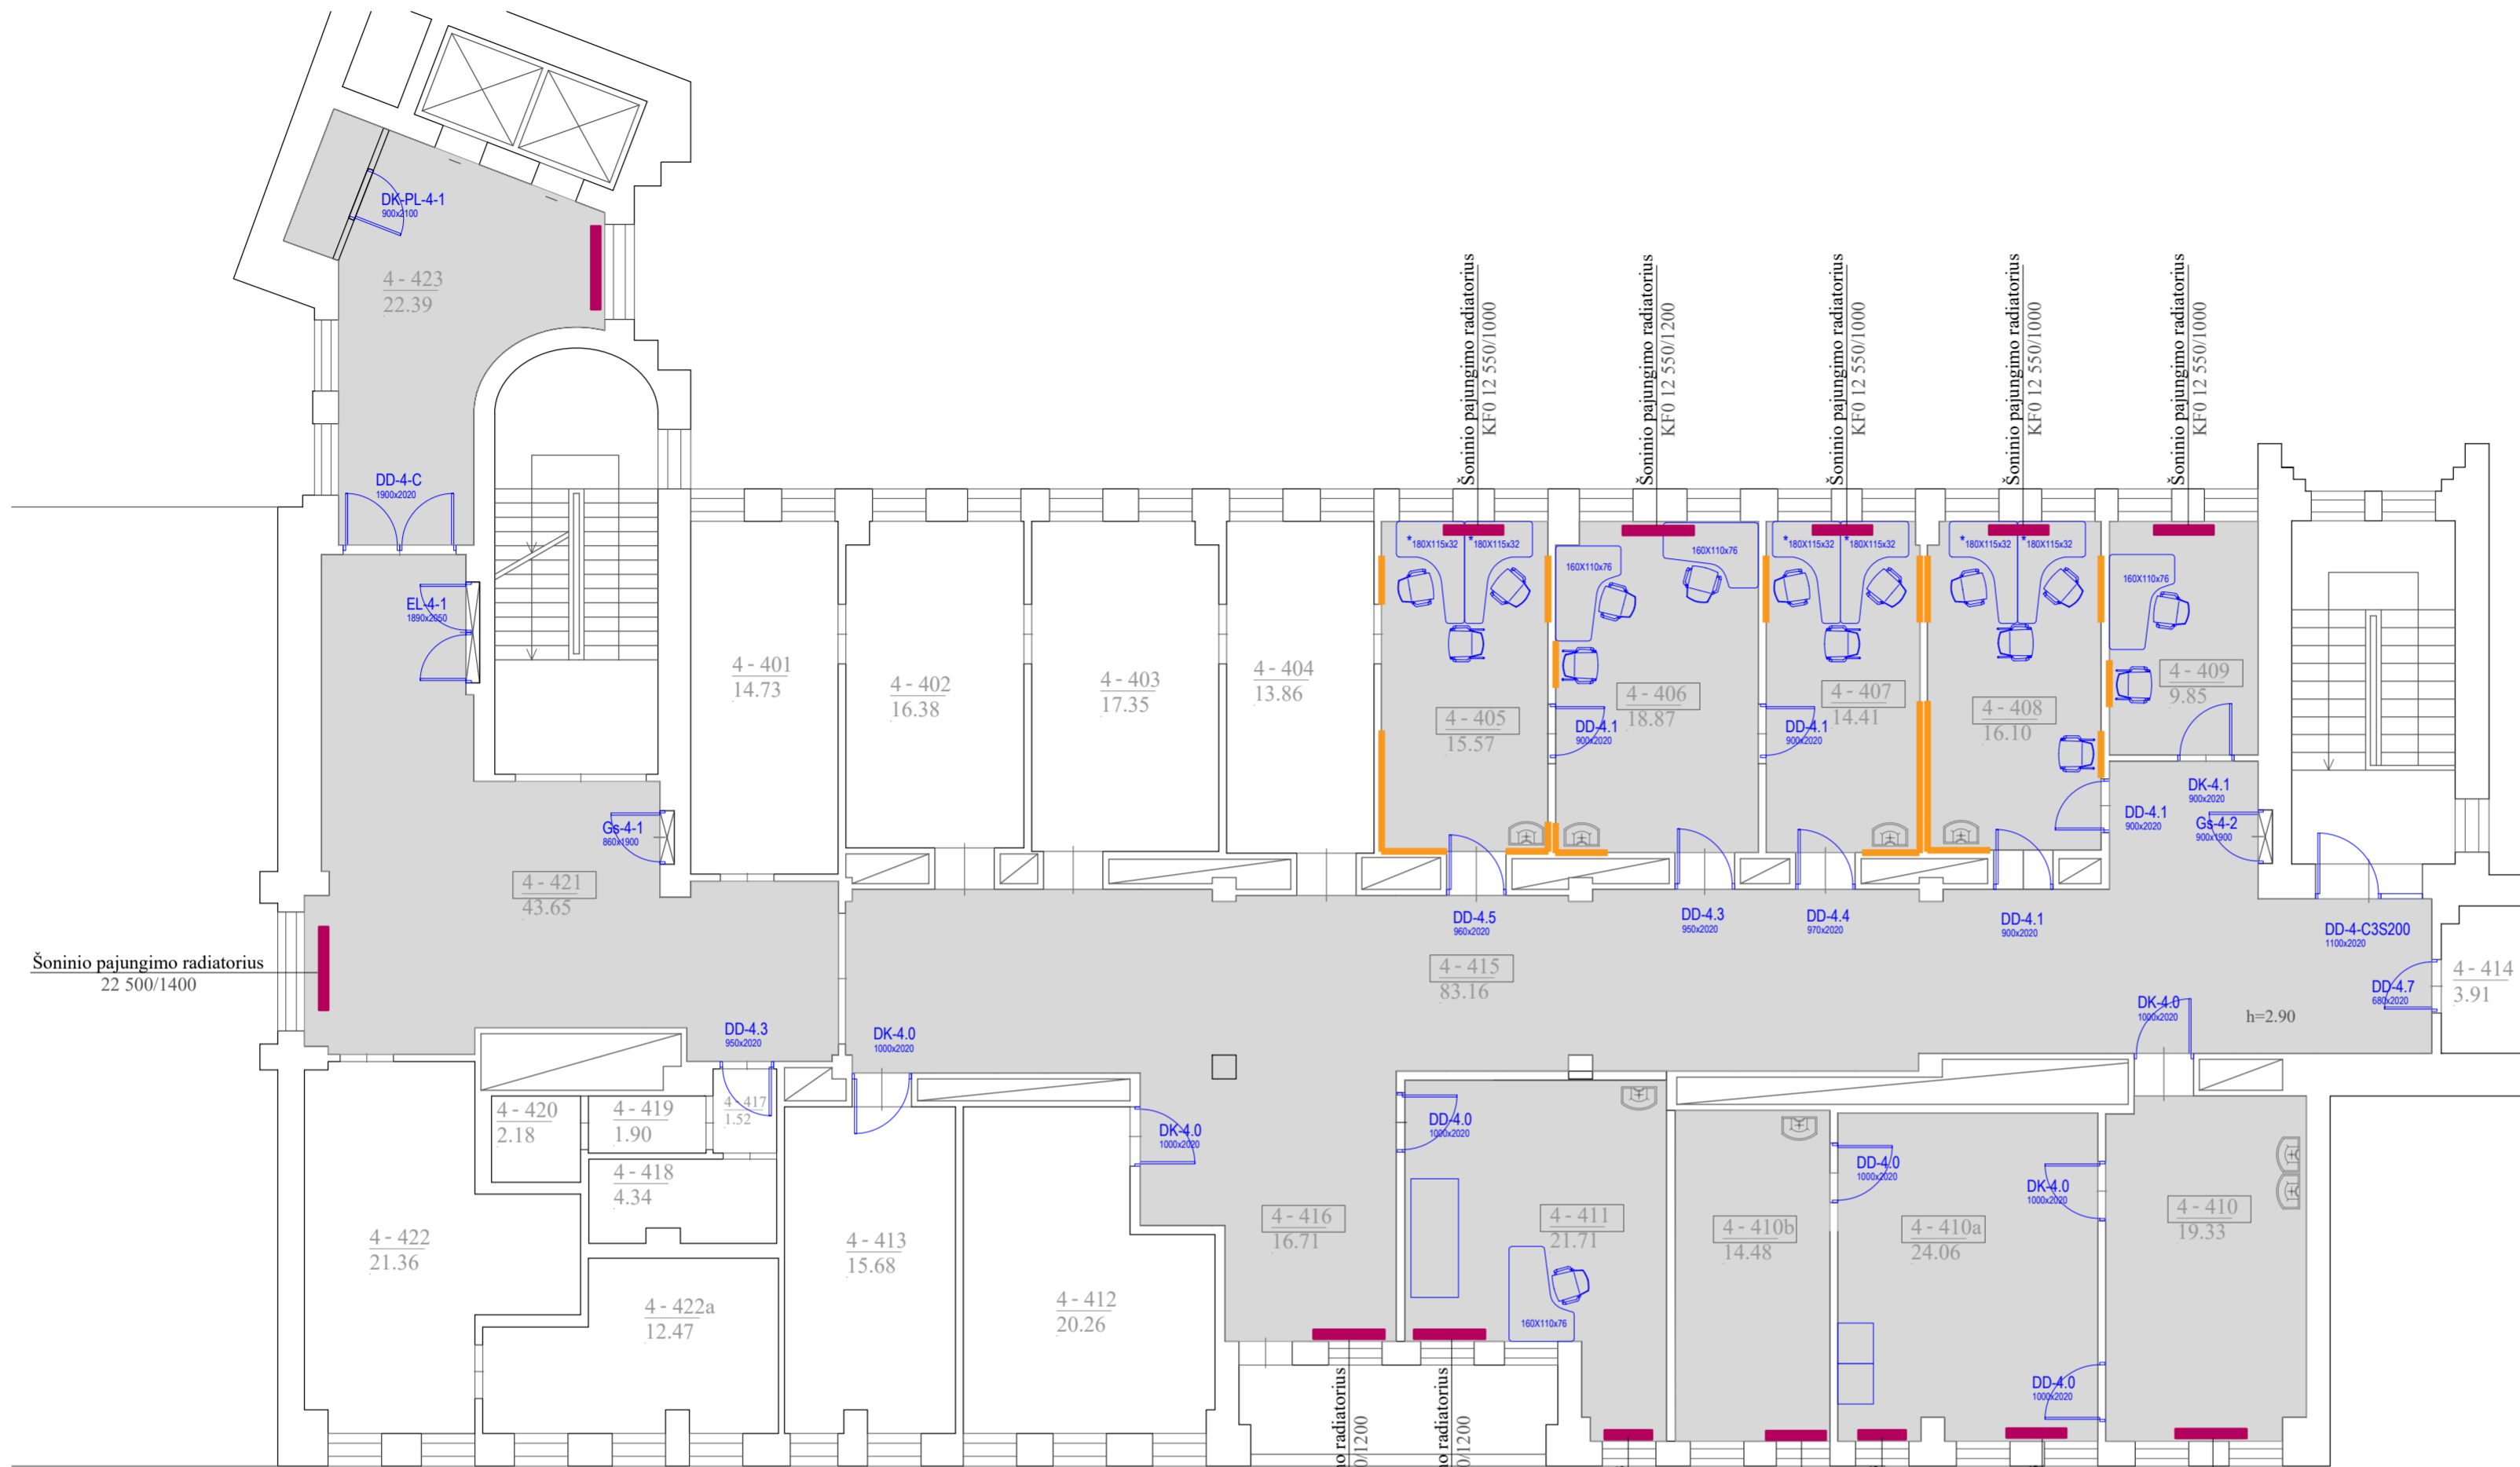 DK-PL-4-1
900x2100
4 - 423
22.39
Šoninio pajungimo radiatorius
KF0 12 550/1000
Šoninio pajungimo radiatorius
KF0 12 550/1200
Šoninio pajungimo radiatorius
KF0 12 550/1000
Šoninio pajungimo radiatorius
KF0 12 550/1000
Šoninio pajungimo radiatorius
KF0 12 550/1000
DD-4-C
1900x2020
EL-4-1
1890x2050
*180X115x32
*180X115x32
160X110x76
160X110x76
*180X115x32
*180X115x32
*180X115x32
*180X115x32
160X110x76
4 - 401
14.73
4 - 402
16.38
4 - 403
17.35
4 - 404
13.86
4 - 405
15.57
4 - 406
18.87
4 - 407
14.41
4 - 408
16.10
4 - 409
9.85
DD-4.1
900x2020
DD-4.1
900x2020
DK-4.1
900x2020
DD-4.1
900x2020
Gs-4-2
900x1900
Gs-4-1
860x1900
4 - 421
43.65
DD-4.5
960x2020
DD-4.3
950x2020
DD-4.4
970x2020
DD-4.1
900x2020
DD-4-C3S200
1100x2020
Šoninio pajungimo radiatorius
22 500/1400
4 - 415
83.16
4 - 414
3.91
DD-4.7
680x2020
DK-4.0
1000x2020
h=2.90
DD-4.3
950x2020
DK-4.0
1000x2020
4 - 420
2.18
4 - 419
1.90
4 - 417
1.52
4 - 418
4.34
DK-4.0
1000x2020
DD-4.0
1000x2020
DD-4.0
1000x2020
DK-4.0
1000x2020
4 - 422
21.36
4 - 413
15.68
4 - 416
16.71
4 - 411
21.71
4 - 410b
14.48
4 - 410a
24.06
4 - 410
19.33
4 - 422a
12.47
4 - 412
20.26
160X110x76
DD-4.0
1000x2020
no radiatorius
0/1200
no radiatorius
0/1200